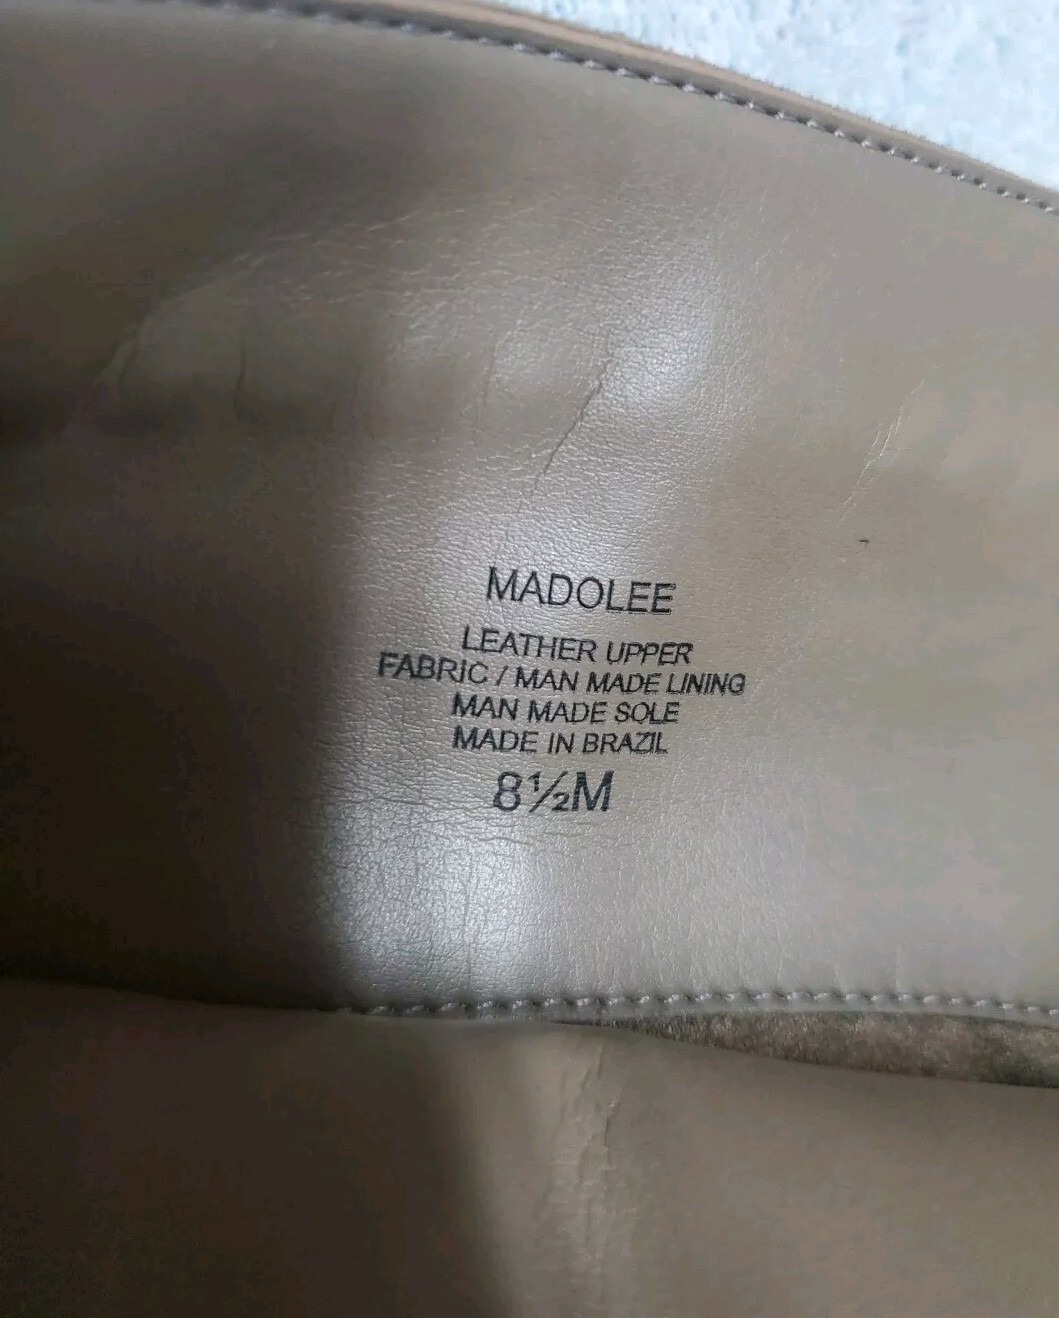 MADOLEE
LEATHER UPPER
FABRIC / MAN MADE LINING
MAN MADE SOLE
MADE IN BRAZIL
8½M